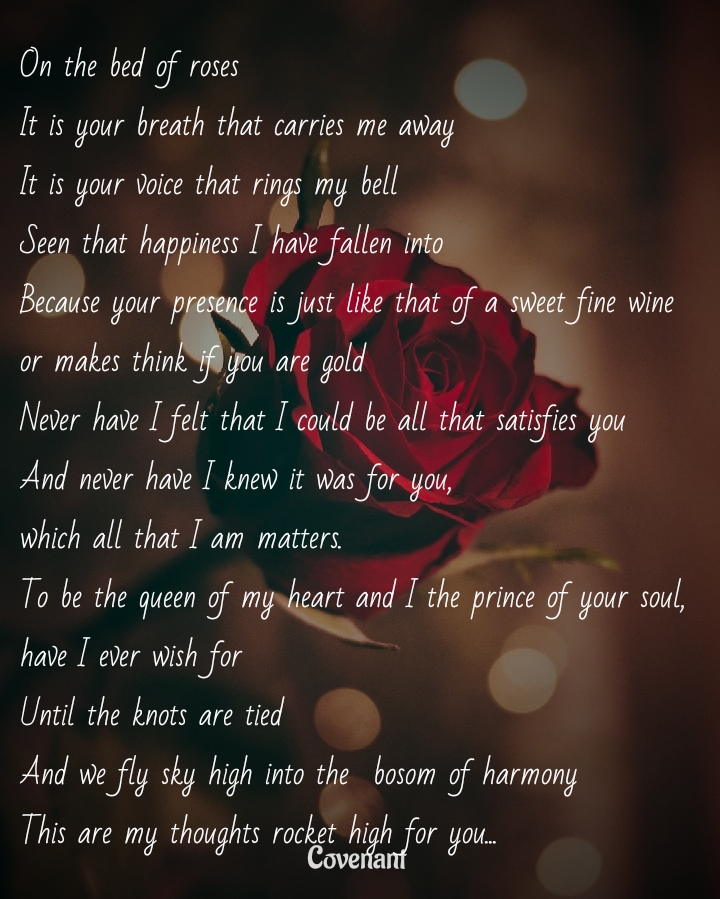 On the bed of roses
It is your breath that carries me away
It is your voice that rings my bell
Seen that happiness I have fallen into
Because your presence is just like that of a sweet fine wine
or makes think if you are gold
Never have I felt that I could be all that satisfies you
And never have I knew it was for you,
which all that I am matters.
To be the queen of my heart and I the prince of your soul,
have I ever wish for
Until the knots are tied
And we fly sky high into the bosom of harmony
This are my thoughts rocket high for you...
Covenant